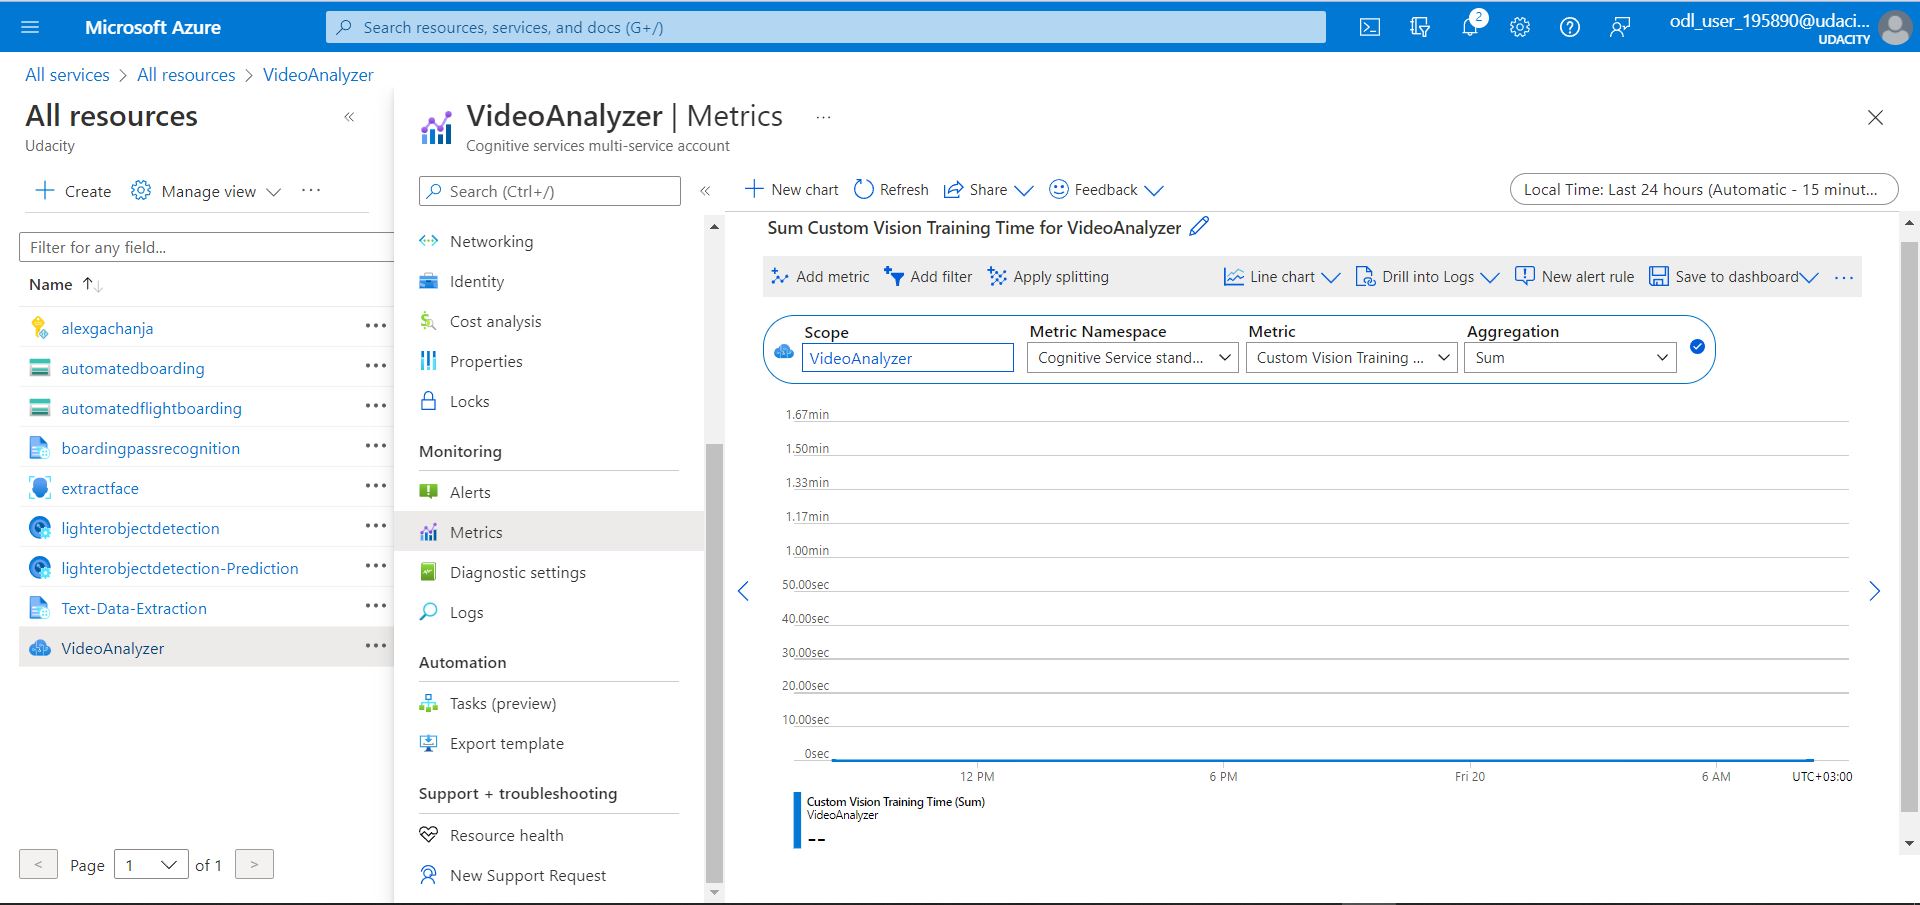 Microsoft Azure
Search resources, services, and docs (G+/)
2
odl_user_195890@udaci...
UDACITY
All services > All resources > VideoAnalyzer
All resources
«
Udacity
Create
Manage view
...
Filter for any field...
Name
alexgachanja
automatedboarding
automatedflightboarding
boardingpassrecognition
extractface
lighterobjectdetection
lighterobjectdetection-Prediction
Text-Data-Extraction
VideoAnalyzer
< Page 1 of 1 >
VideoAnalyzer | Metrics
...
Cognitive services multi-service account
Search (Ctrl+/)
«
Networking
Identity
Cost analysis
Properties
Locks
Monitoring
Alerts
Metrics
Diagnostic settings
Logs
Automation
Tasks (preview)
Export template
Support + troubleshooting
Resource health
New Support Request
New chart
Refresh
Share
Feedback
Local Time: Last 24 hours (Automatic - 15 minut...
Sum Custom Vision Training Time for VideoAnalyzer
Add metric
Add filter
Apply splitting
Line chart
Drill into Logs
New alert rule
Save to dashboard
...
Scope
VideoAnalyzer
Metric Namespace
Cognitive Service stand...
Metric
Custom Vision Training ...
Aggregation
Sum
1.67min
1.50min
1.33min
1.17min
1.00min
50.00sec
40.00sec
30.00sec
20.00sec
10.00sec
0sec
12 PM
6 PM
Fri 20
6 AM
UTC+03:00
Custom Vision Training Time (Sum)
VideoAnalyzer
--